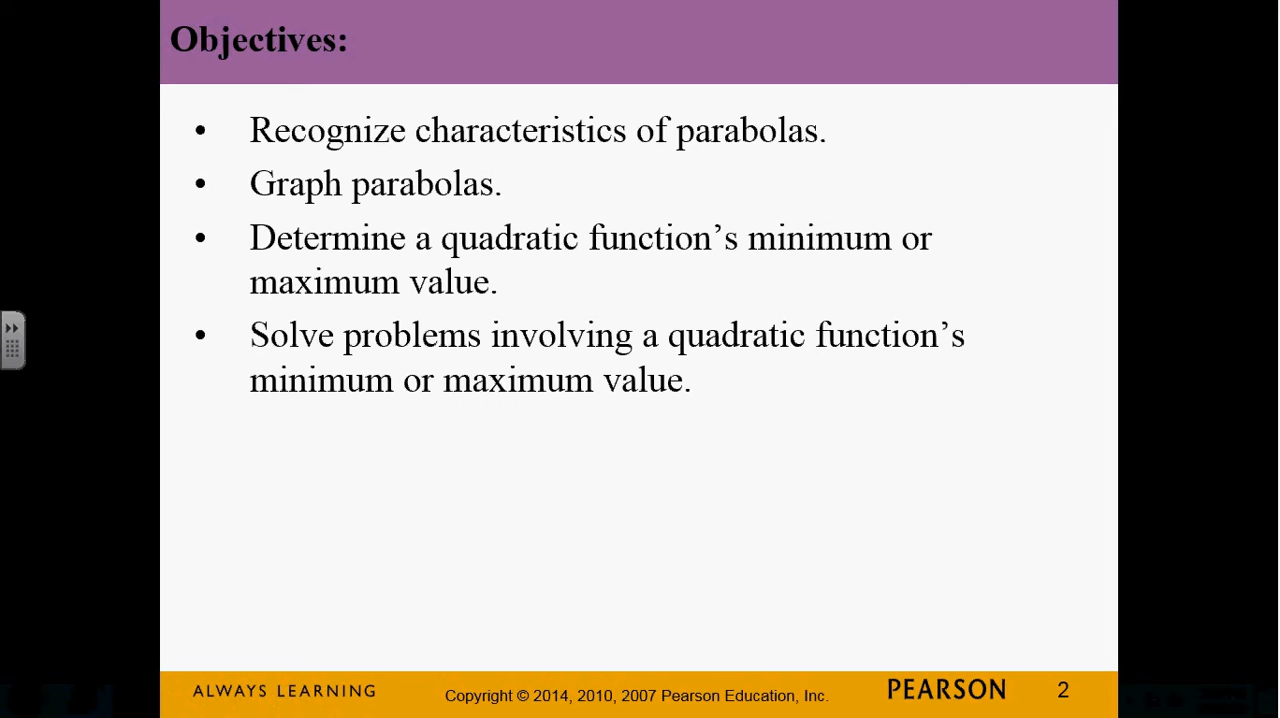 Objectives:
• Recognize characteristics of parabolas.
• Graph parabolas.
• Determine a quadratic function’s minimum or
maximum value.
• Solve problems involving a quadratic function’s
minimum or maximum value.
ALWAYS LEARNING Copyright © 2014, 2010, 2007 Pearson Education, Inc. PEARSON 2